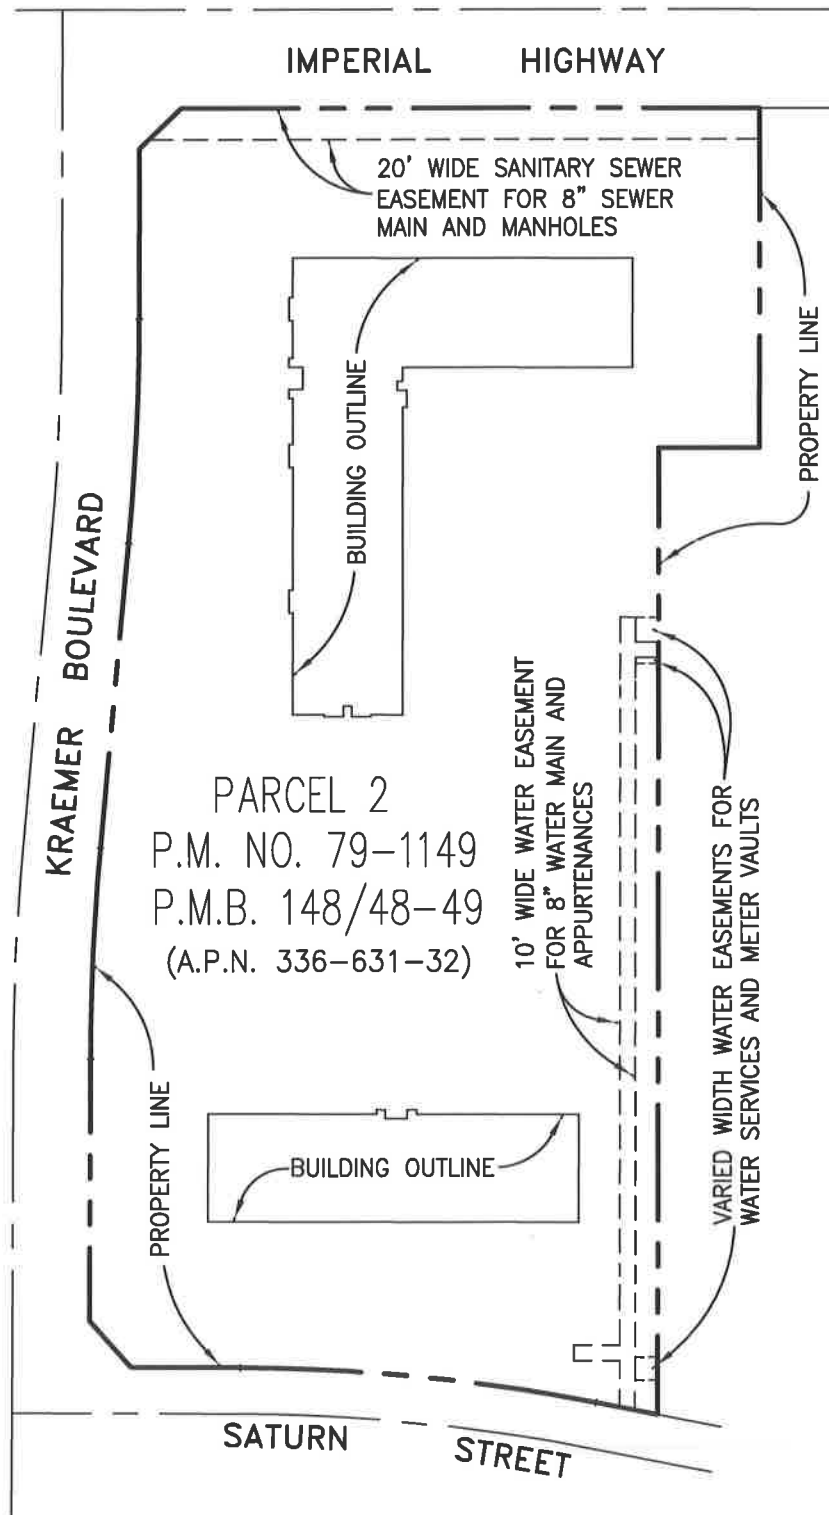 IMPERIAL HIGHWAY
20' WIDE SANITARY SEWER
EASEMENT FOR 8" SEWER
MAIN AND MANHOLES
PROPERTY LINE
BUILDING OUTLINE
KRAEMER BOULEVARD
PARCEL 2
P.M. NO. 79-1149
P.M.B. 148/48-49
(A.P.N. 336-631-32)
10' WIDE WATER EASEMENT
FOR 8" WATER MAIN AND
APPURTENANCES
VARIED WIDTH WATER EASEMENTS FOR
WATER SERVICES AND METER VAULTS
PROPERTY LINE
BUILDING OUTLINE
SATURN STREET